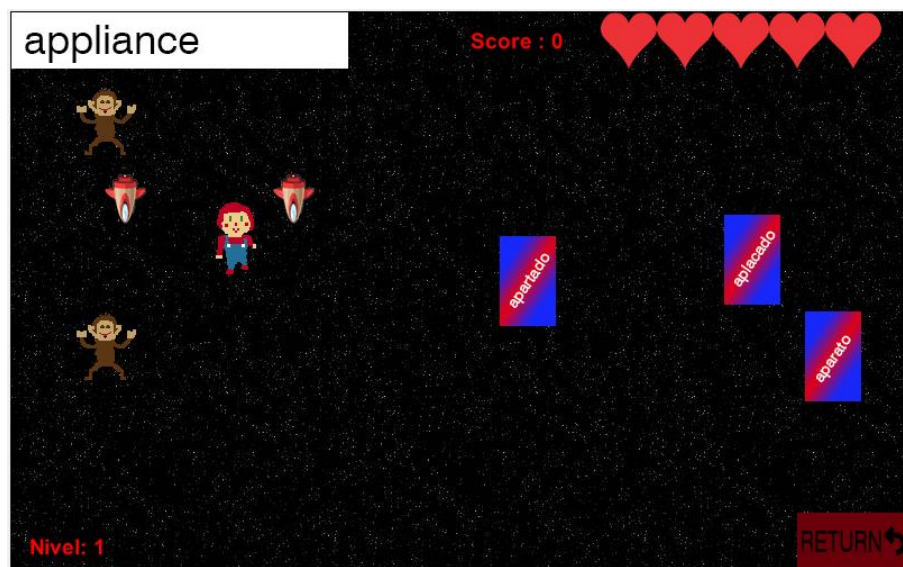 appliance
Score : 0
apartado
aplacado
aparato
Nivel: 1
RETURN